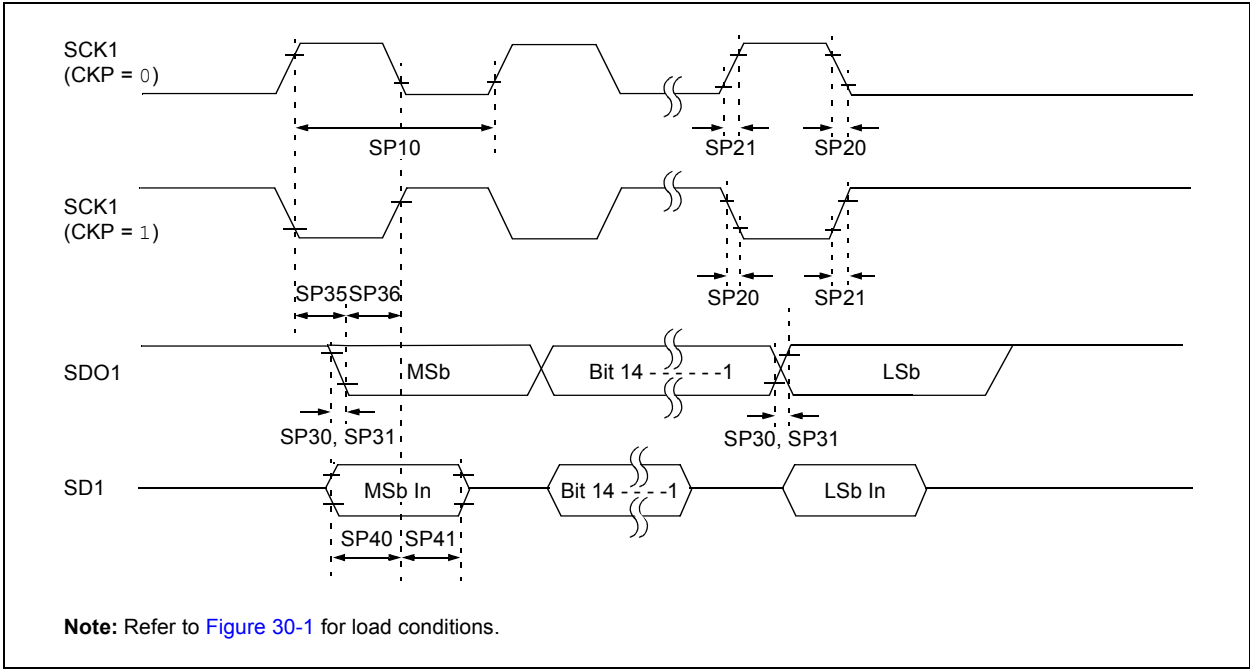 SCK1
(CKP = 0)
SP10
SP21
SP20
SCK1
(CKP = 1)
SP20
SP21
SP35
SP36
SDO1
MSb
Bit 14 - - - - - - -1
LSb
SP30, SP31
SP30, SP31
SD1
MSb In
Bit 14 - - - - -1
LSb In
SP40
SP41
Note: Refer to Figure 30-1 for load conditions.